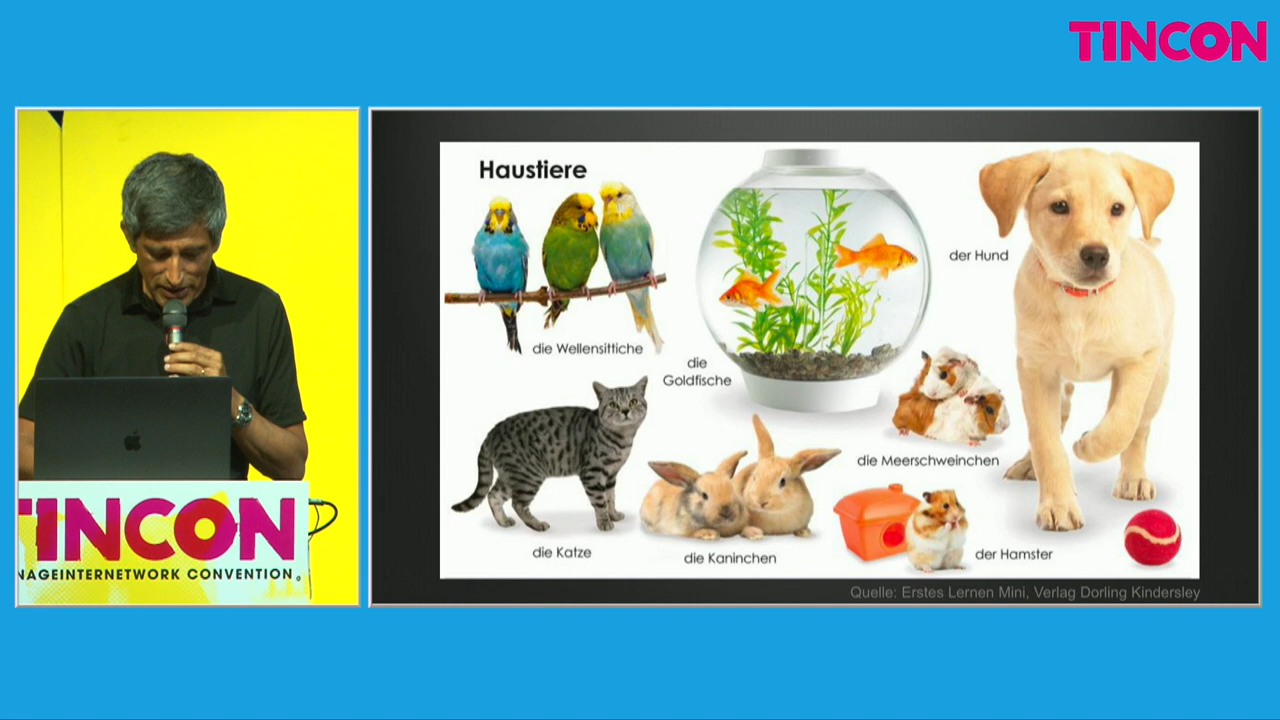 TINCON
Haustiere
der Hund
die Wellensittiche
die
Goldfische
die Meerschweinchen
die Katze
die Kaninchen
der Hamster
Quelle: Erstes Lernen Mini, Verlag Dorling Kindersley
TINCON
NAGEINTERNETWORK CONVENTION